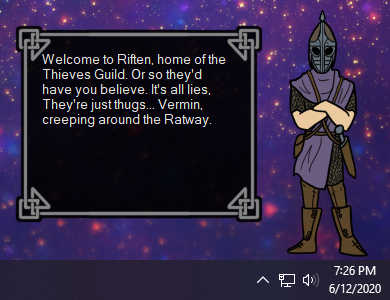 Welcome to Riften, home of the
Thieves Guild. Or so they'd
have you believe. It's all lies,
They're just thugs... Vermin,
creeping around the Ratway.
7:26 PM
6/12/2020